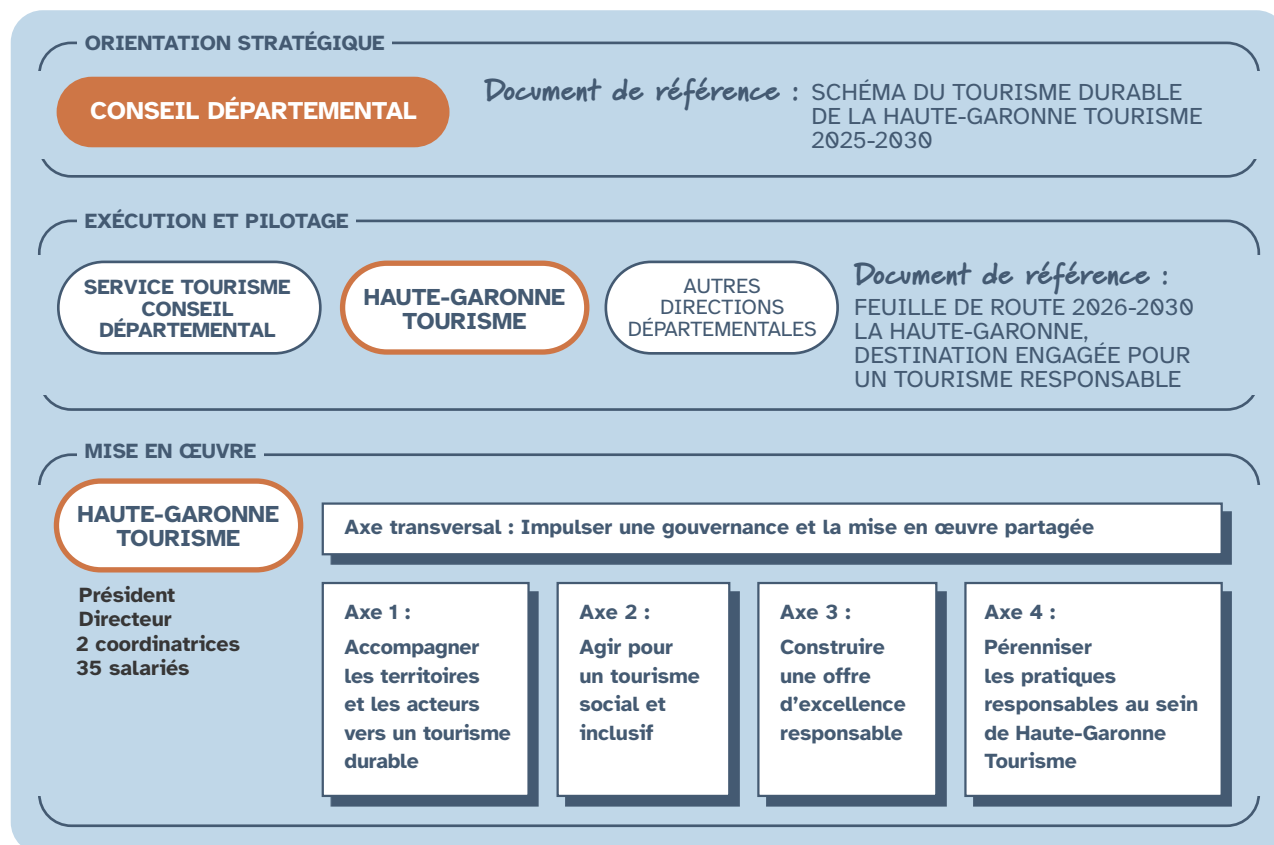 ORIENTATION STRATÉGIQUE
CONSEIL DÉPARTEMENTAL
Document de référence : SCHÉMA DU TOURISME DURABLE
DE LA HAUTE-GARONNE TOURISME
2025-2030
EXÉCUTION ET PILOTAGE
SERVICE TOURISME
CONSEIL
DÉPARTEMENTAL
HAUTE-GARONNE
TOURISME
AUTRES
DIRECTIONS
DÉPARTEMENTALES
Document de référence :
FEUILLE DE ROUTE 2026-2030
LA HAUTE-GARONNE,
DESTINATION ENGAGÉE POUR
UN TOURISME RESPONSABLE
MISE EN ŒUVRE
HAUTE-GARONNE
TOURISME
Président
Directeur
2 coordinatrices
35 salariés
Axe transversal : Impulser une gouvernance et la mise en œuvre partagée
Axe 1 :
Accompagner
les territoires
et les acteurs
vers un tourisme
durable
Axe 2 :
Agir pour
un tourisme
social et
inclusif
Axe 3 :
Construire
une offre
d’excellence
responsable
Axe 4 :
Pérenniser
les pratiques
responsables au sein
de Haute-Garonne
Tourisme